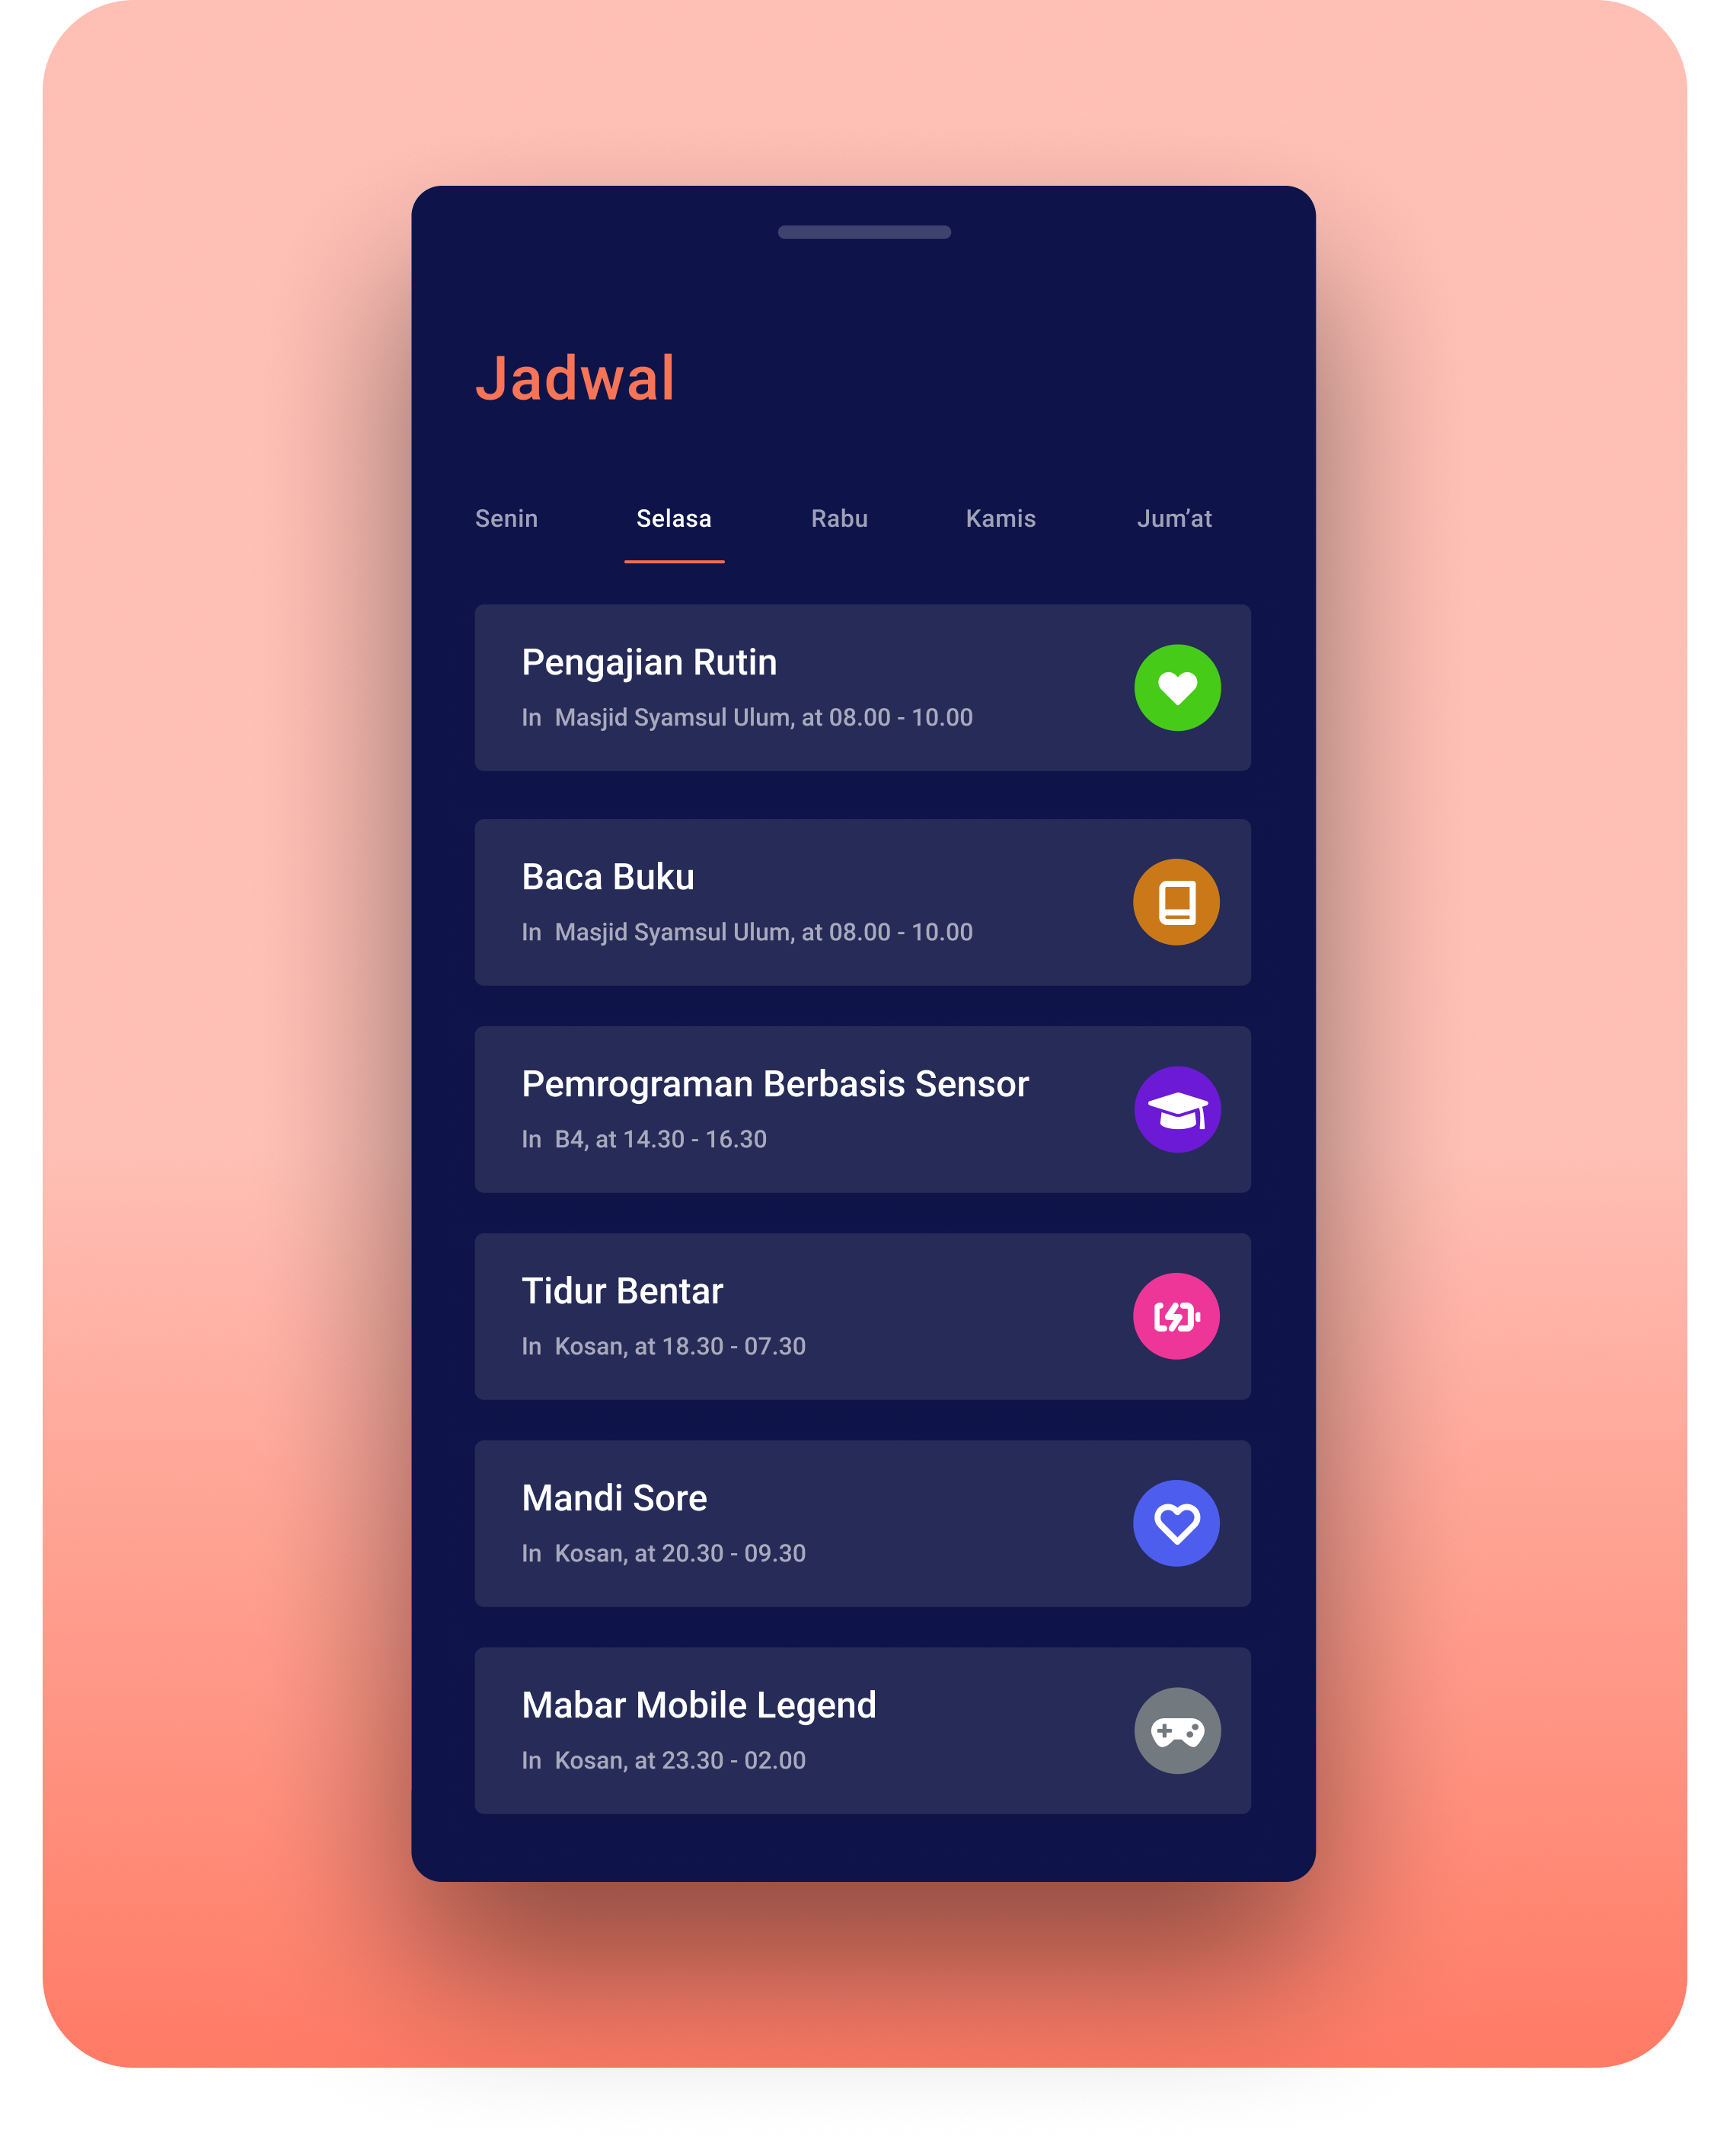 Jadwal
Senin Selasa Rabu Kamis Jum’at
Pengajian Rutin
In  Masjid Syamsul Ulum, at 08.00 - 10.00
Baca Buku
In  Masjid Syamsul Ulum, at 08.00 - 10.00
Pemrograman Berbasis Sensor
In  B4, at 14.30 - 16.30
Tidur Bentar
In  Kosan, at 18.30 - 07.30
Mandi Sore
In  Kosan, at 20.30 - 09.30
Mabar Mobile Legend
In  Kosan, at 23.30 - 02.00